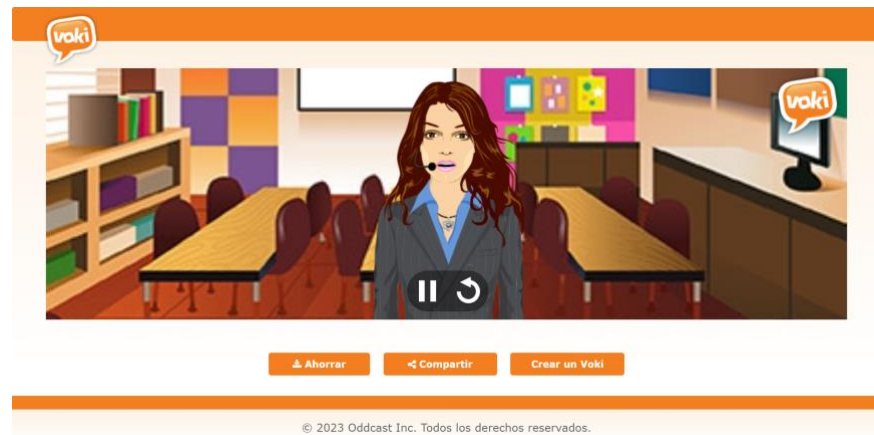 voki
voki
Ahorrar
Compartir
Crear un Voki
© 2023 Oddcast Inc. Todos los derechos reservados.